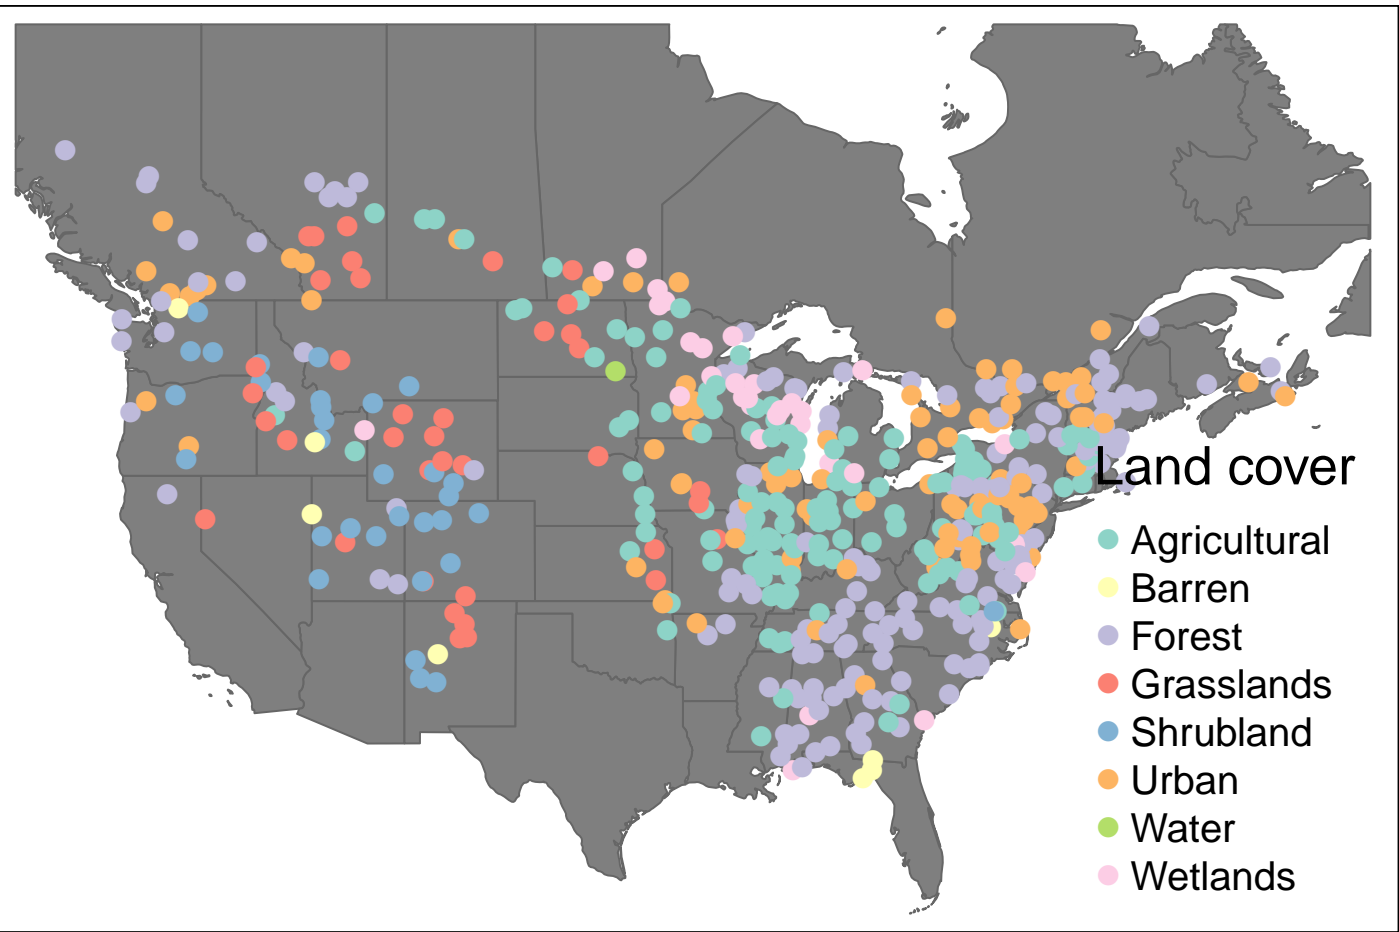 Land cover
Agricultural
Barren
Forest
Grasslands
Shrubland
Urban
Water
Wetlands